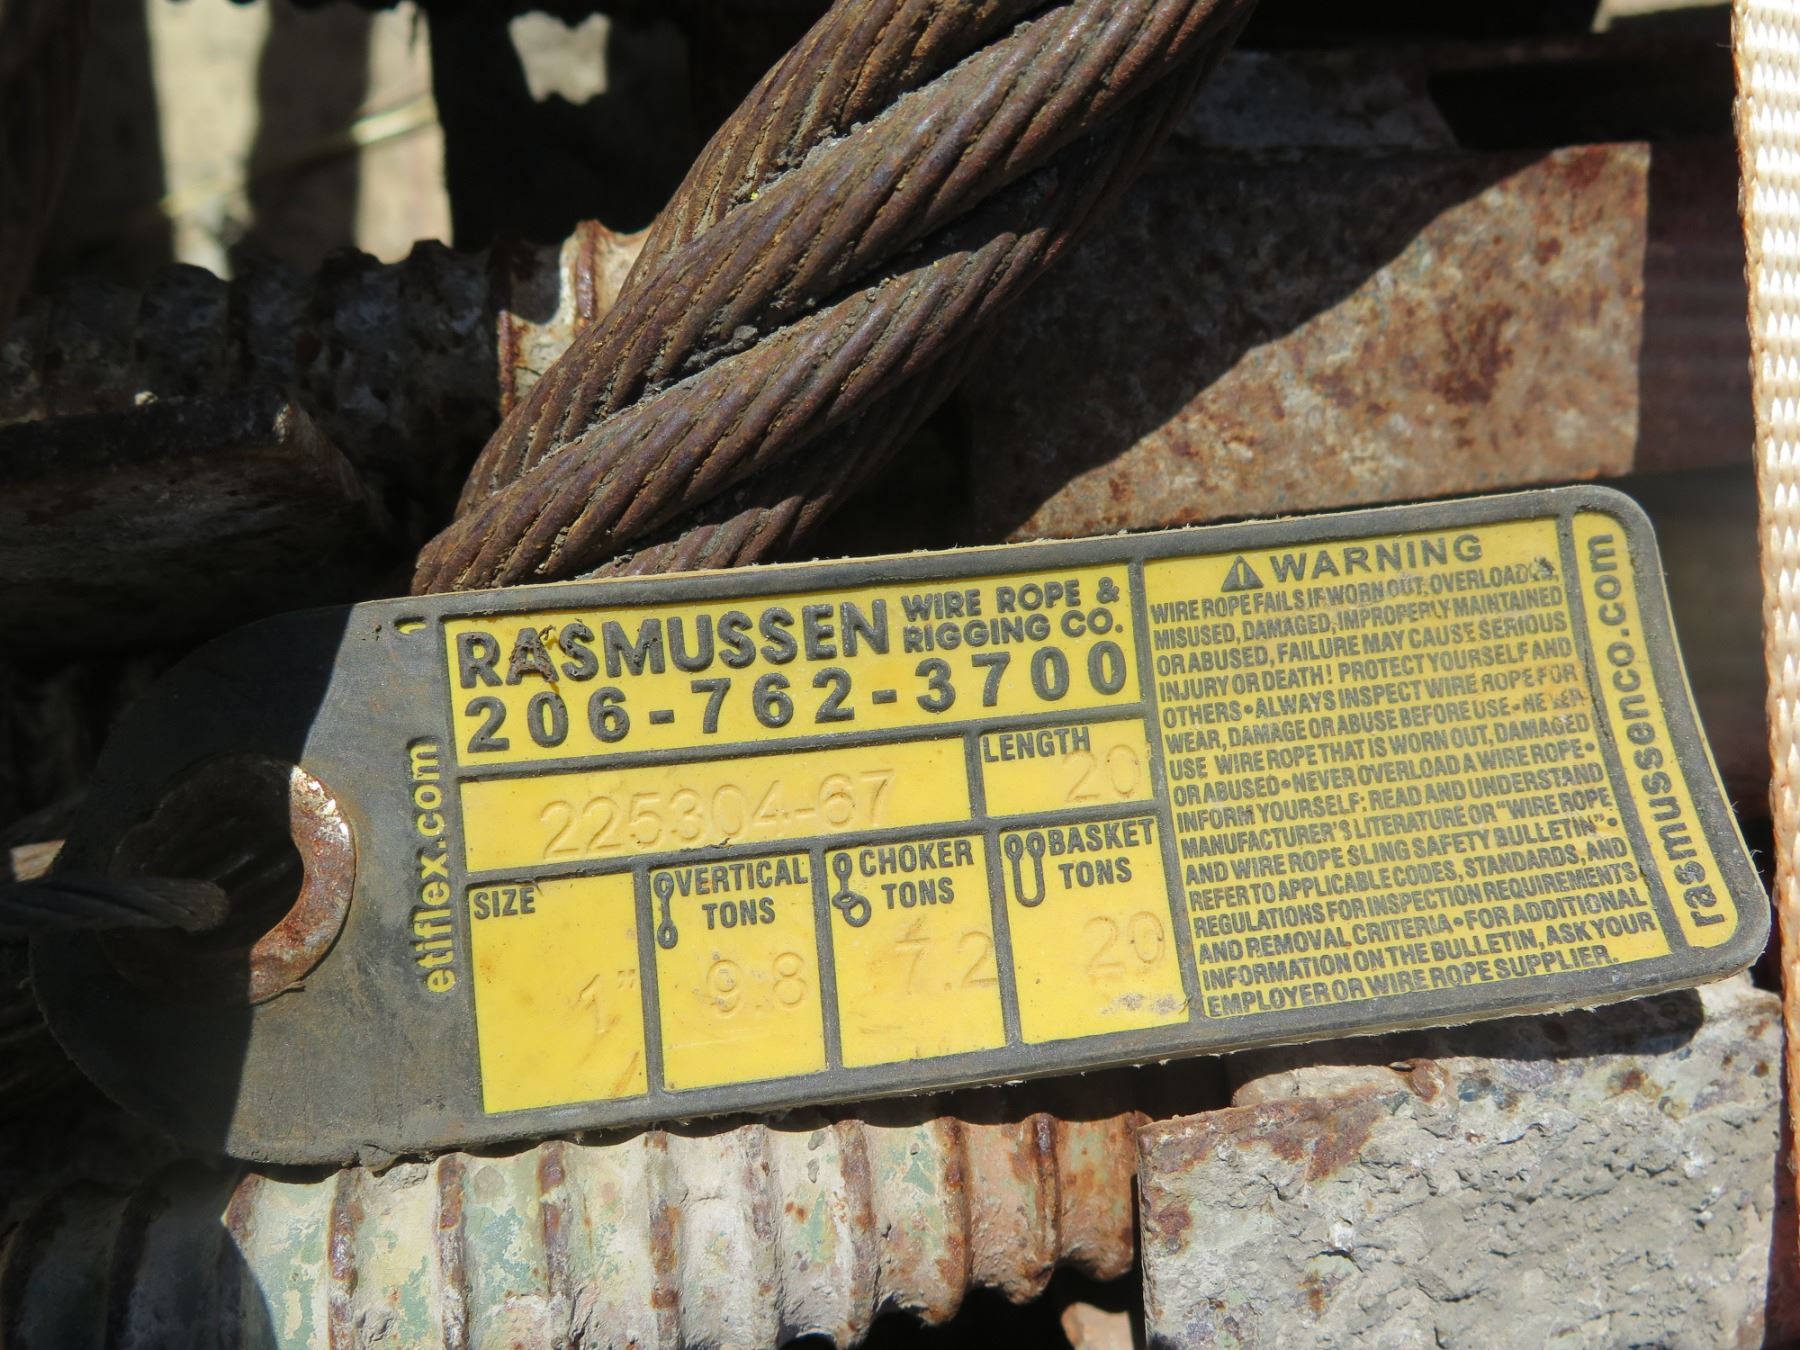 1
RASMUSSEN WIRE ROPE &
RIGGING CO.
206-762-3700
225304-67
LENGTH
20'
SIZE
1"
VERTICAL
TONS
9.8
CHOKER
TONS
7.2
BASKET
TONS
20
etiflex.com
WARNING
WIRE ROPE FAILS IF WORN OUT, OVERLOADED,
MISUSED, DAMAGED, IMPROPERLY MAINTAINED
OR ABUSED, FAILURE MAY CAUSE SERIOUS
INJURY OR DEATH! PROTECT YOURSELF AND
OTHERS•ALWAYS INSPECT WIRE ROPE FOR
WEAR, DAMAGE OR ABUSE BEFORE USE•NEVER
USE WIRE ROPE THAT IS WORN OUT, DAMAGED
OR ABUSED•NEVER OVERLOAD A WIRE ROPE•
INFORM YOURSELF: READ AND UNDERSTAND
MANUFACTURER'S LITERATURE OR "WIRE ROPE
AND WIRE ROPE SLING SAFETY BULLETIN".•
REFER TO APPLICABLE CODES, STANDARDS, AND
REGULATIONS FOR INSPECTION REQUIREMENTS
AND REMOVAL CRITERIA•FOR ADDITIONAL
INFORMATION ON THE BULLETIN, ASK YOUR
EMPLOYER OR WIRE ROPE SUPPLIER.
rasmussenco.com